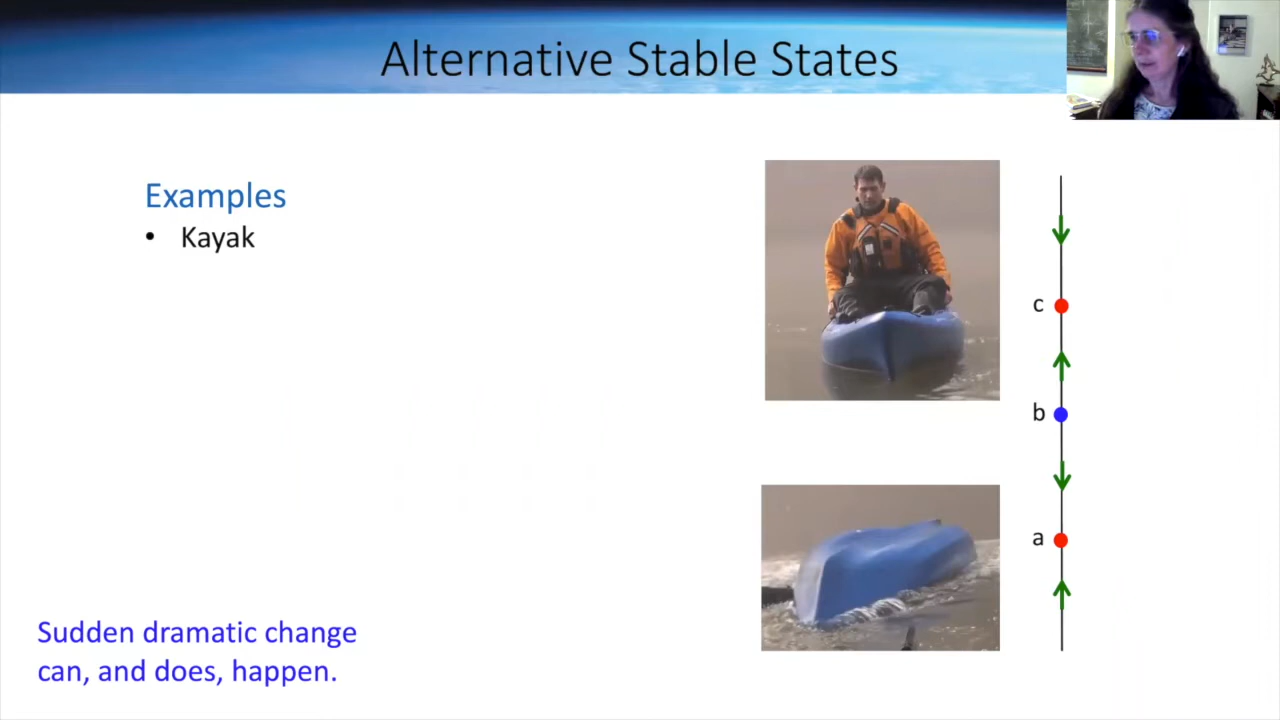 Alternative Stable States
Examples
• Kayak
c
b
a
Sudden dramatic change
can, and does, happen.